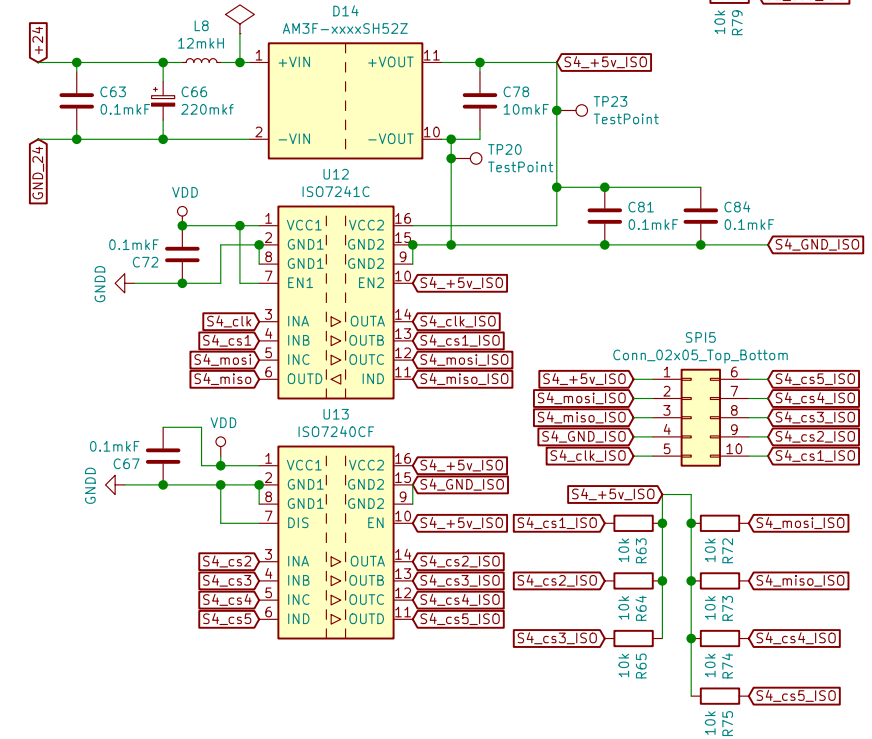 10k
R79
+24
L8
12mkH
D14
AM3F-xxxxSH52Z
1 +VIN +VOUT 11
2 -VIN -VOUT 10
S4_+5v_ISO
C63
0.1mkF
+
C66
220mkf
C78
10mkF
TP23
TestPoint
TP20
TestPoint
GND_24
U12
ISO7241C
VDD
0.1mkF
C72
GNDD
1 VCC1 VCC2 16
2 GND1 GND2 15
8 GND1 GND2 9
7 EN1 EN2 10 S4_+5v_ISO
S4_clk 3 INA OUTA 14 S4_clk_ISO
S4_cs1 4 INB OUTB 13 S4_cs1_ISO
S4_mosi 5 INC OUTC 12 S4_mosi_ISO
S4_miso 6 OUTD IND 11 S4_miso_ISO
C81
0.1mkF
C84
0.1mkF
S4_GND_ISO
SPI5
Conn_02x05_Top_Bottom
S4_+5v_ISO 1 6 S4_cs5_ISO
S4_mosi_ISO 2 7 S4_cs4_ISO
S4_miso_ISO 3 8 S4_cs3_ISO
S4_GND_ISO 4 9 S4_cs2_ISO
S4_clk_ISO 5 10 S4_cs1_ISO
U13
ISO7240CF
VDD
0.1mkF
C67
GNDD
1 VCC1 VCC2 16 S4_+5v_ISO
2 GND1 GND2 15 S4_GND_ISO
8 GND1 GND2 9
7 DIS EN 10 S4_+5v_ISO
S4_cs2 3 INA OUTA 14 S4_cs2_ISO
S4_cs3 4 INB OUTB 13 S4_cs3_ISO
S4_cs4 5 INC OUTC 12 S4_cs4_ISO
S4_cs5 6 IND OUTD 11 S4_cs5_ISO
S4_+5v_ISO
S4_cs1_ISO
10k
R63
10k
R72
S4_mosi_ISO
S4_cs2_ISO
10k
R64
10k
R73
S4_miso_ISO
S4_cs3_ISO
10k
R65
10k
R74
S4_cs4_ISO
10k
R75
S4_cs5_ISO